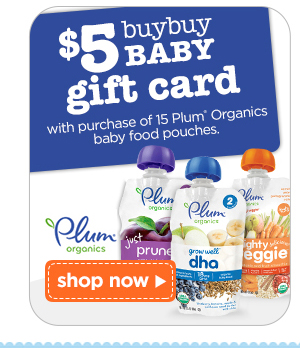 $5 buybuy
BABY
gift card
with purchase of 15 Plum® Organics
baby food pouches.
Plum®
organics
shop now
Plum
organics
just
prune
Plum
organics
2
grow well
dha
mighty
veggie